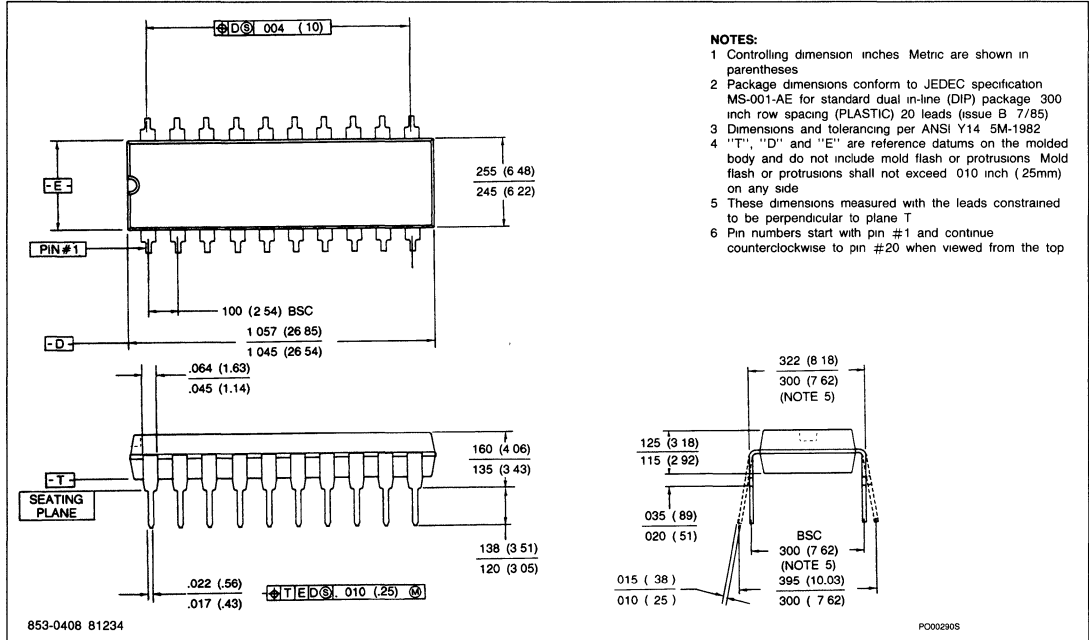 ⌖ D Ⓢ 004 ( 10)
- E -
255 (6 48)
245 (6 22)
PIN #1
100 (2 54) BSC
- D -
1 057 (26 85)
1 045 (26 54)
.064 (1.63)
.045 (1.14)
160 (4 06)
135 (3 43)
- T -
SEATING
PLANE
138 (3 51)
120 (3 05)
.022 (.56)
.017 (.43)
⌖ T E D Ⓢ . 010 (.25) Ⓜ
853-0408 81234
NOTES:
1 Controlling dimension inches Metric are shown in
parentheses
2 Package dimensions conform to JEDEC specification
MS-001-AE for standard dual in-line (DIP) package 300
inch row spacing (PLASTIC) 20 leads (issue B 7/85)
3 Dimensions and tolerancing per ANSI Y14 5M-1982
4 "T", "D" and "E" are reference datums on the molded
body and do not include mold flash or protrusions Mold
flash or protrusions shall not exceed 010 inch ( 25mm)
on any side
5 These dimensions measured with the leads constrained
to be perpendicular to plane T
6 Pin numbers start with pin #1 and continue
counterclockwise to pin #20 when viewed from the top
322 (8 18)
300 (7 62)
(NOTE 5)
125 (3 18)
115 (2 92)
035 ( 89)
020 ( 51)
BSC
300 (7 62)
(NOTE 5)
395 (10.03)
300 ( 7 62)
015 ( 38 )
010 ( 25 )
PO00290S